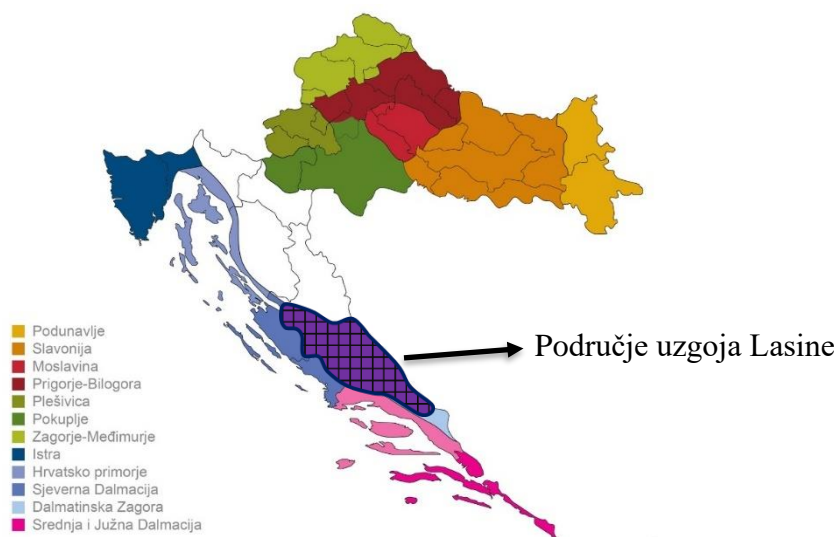 Podunavlje
Slavonija
Moslavina
Prigorje-Bilogora
Plešivica
Pokuplje
Zagorje-Međimurje
Istra
Hrvatsko primorje
Sjeverna Dalmacija
Dalmatinska Zagora
Srednja i Južna Dalmacija
Područje uzgoja Lasine